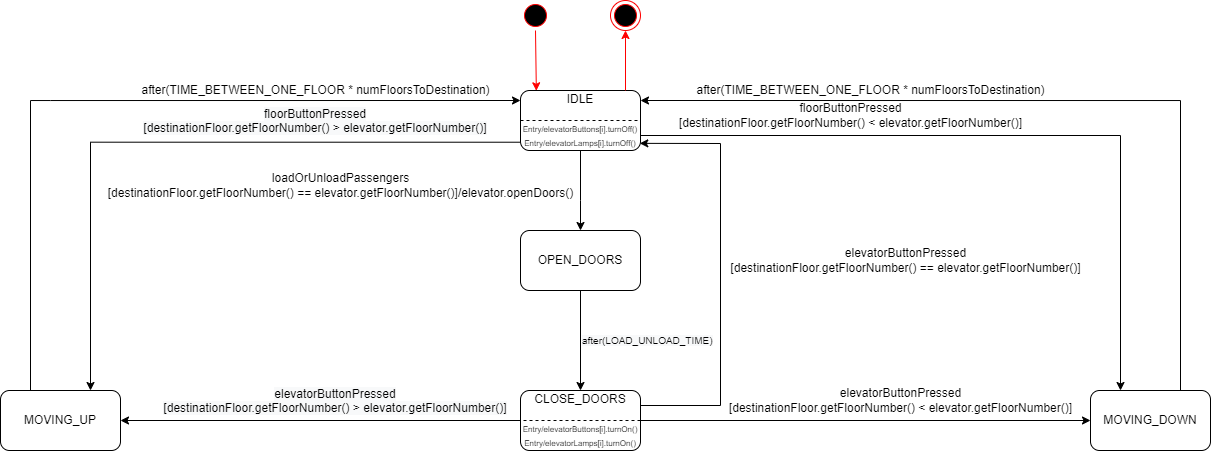 after(TIME_BETWEEN_ONE_FLOOR * numFloorsToDestination)
after(TIME_BETWEEN_ONE_FLOOR * numFloorsToDestination)
IDLE
floorButtonPressed
[destinationFloor.getFloorNumber() > elevator.getFloorNumber()]
floorButtonPressed
[destinationFloor.getFloorNumber() < elevator.getFloorNumber()]
Entry/elevatorButtons[i].turnOff()
Entry/elevatorLamps[i].turnOff()
loadOrUnloadPassengers
[destinationFloor.getFloorNumber() == elevator.getFloorNumber()]/elevator.openDoors()
OPEN_DOORS
elevatorButtonPressed
[destinationFloor.getFloorNumber() == elevator.getFloorNumber()]
after(LOAD_UNLOAD_TIME)
elevatorButtonPressed
[destinationFloor.getFloorNumber() > elevator.getFloorNumber()]
CLOSE_DOORS
elevatorButtonPressed
[destinationFloor.getFloorNumber() < elevator.getFloorNumber()]
MOVING_UP
Entry/elevatorButtons[i].turnOn()
Entry/elevatorLamps[i].turnOn()
MOVING_DOWN